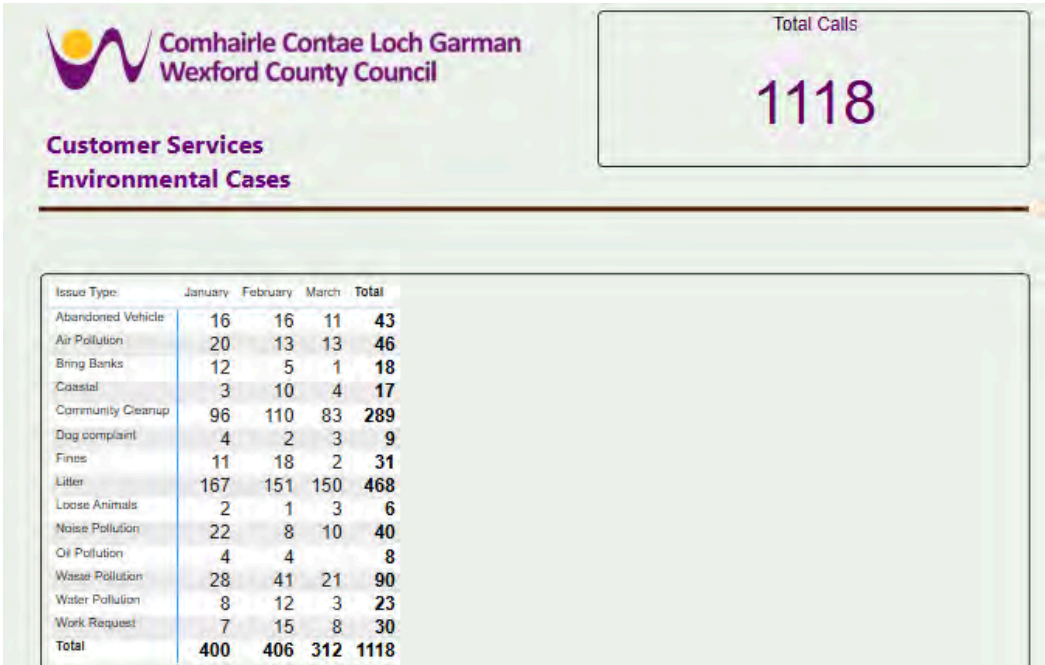 Comhairle Contae Loch Garman
Wexford County Council
Total Calls
1118
Customer Services
Environmental Cases
Issue Type January February March Total
Abandoned Vehicle 16 16 11 43
Air Pollution 20 13 13 46
Bring Banks 12 5 1 18
Coastal 3 10 4 17
Community Cleanup 96 110 83 289
Dog complaint 4 2 3 9
Fines 11 18 2 31
Litter 167 151 150 468
Loose Animals 2 1 3 6
Noise Pollution 22 8 10 40
Oil Pollution 4 4 8
Waste Pollution 28 41 21 90
Water Pollution 8 12 3 23
Work Request 7 15 8 30
Total 400 406 312 1118